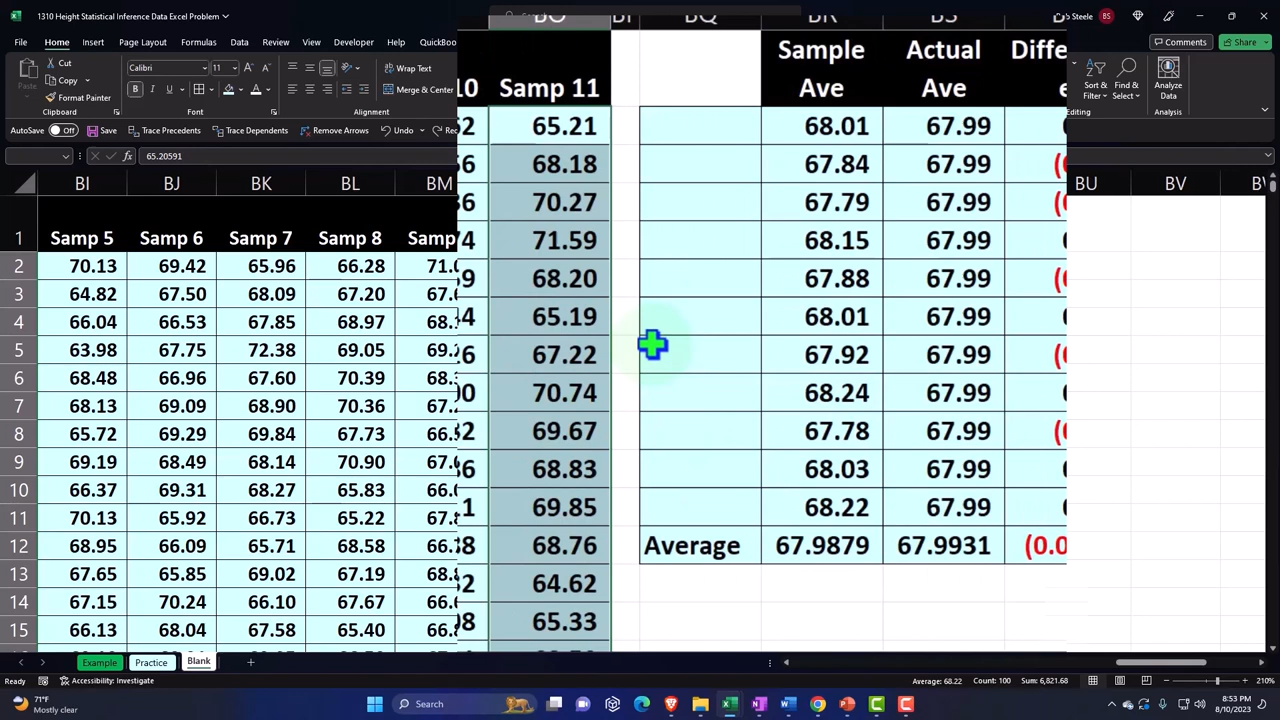 1310 Height Statistical Inference Data Excel Problem
b Steele BS
Home Insert Page Layout Formulas Data Review View Developer QuickBoo
Comments Share
Cut
Copy
Format Painter
Calibri 11
Wrap Text
Merge & Center
Alignment
Sort & Filter
Find & Select
Analyze Data
Editing
Analysis
AutoSave Off Save Trace Precedents Trace Dependents Remove Arrows Undo
65.20591
BI BJ BK BL BM BO BQ BR BS BU BV
1 Samp 5 Samp 6 Samp 7 Samp 8 Samp 10 Samp 11 Sample Ave Actual Ave Diffe
2 70.13 69.42 65.96 66.28 65.21 68.01 67.99
3 64.82 67.50 68.09 67.20 68.18 67.84 67.99
4 66.04 66.53 67.85 68.97 70.27 67.79 67.99
5 63.98 67.75 72.38 69.05 71.59 68.15 67.99
6 68.48 66.96 67.60 70.39 68.20 67.88 67.99
7 68.13 69.09 68.90 70.36 65.19 68.01 67.99
8 65.72 69.29 69.84 67.73 67.22 67.92 67.99
9 69.19 68.49 68.14 70.90 70.74 68.24 67.99
10 66.37 69.31 68.27 65.83 69.67 67.78 67.99
11 70.13 65.92 66.73 65.22 68.83 68.03 67.99
12 68.95 66.09 65.71 68.58 69.85 68.22 67.99
13 67.65 65.85 69.02 67.19 68.76 Average 67.9879 67.9931 (0.0
14 67.15 70.24 66.10 67.67 64.62
15 66.13 68.04 67.58 65.40 65.33
Example Practice Blank
Ready Accessibility: Investigate Average: 68.22 Count: 100 Sum: 6,821.68 210%
71°F
Mostly clear
Search
8:53 PM
8/10/2023